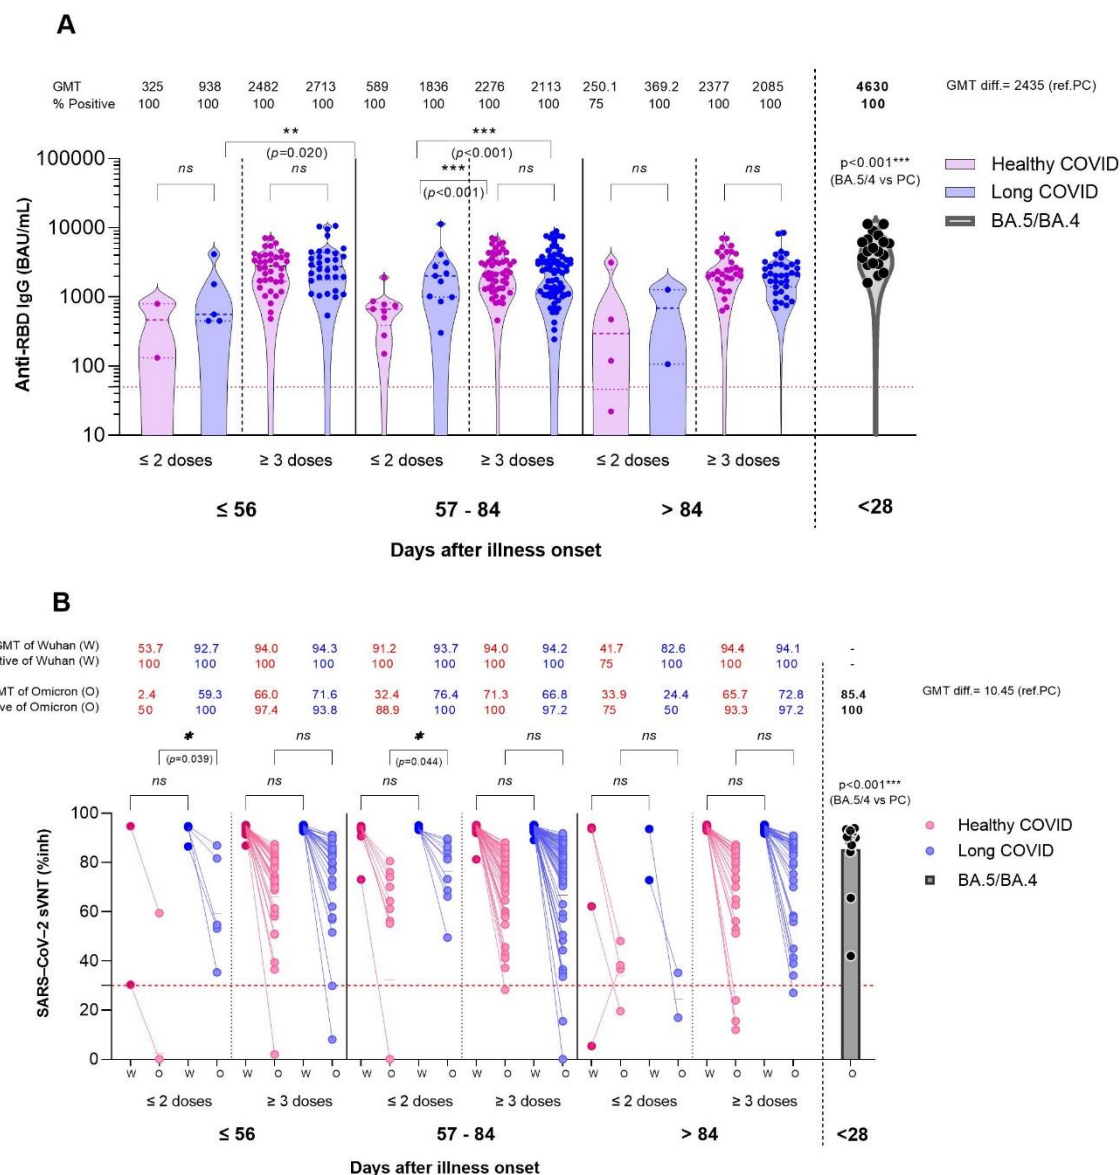 A
GMT 325 938 2482 2713 589 1836 2276 2113 250.1 369.2 2377 2085 4630 GMT diff.= 2435 (ref.PC)
% Positive 100 100 100 100 100 100 100 100 75 100 100 100 100
** *** 
(p=0.020) (p<0.001)
ns ns *** ns ns ns
(p<0.001)
p<0.001***
(BA.5/4 vs PC)
Healthy COVID
Long COVID
BA.5/BA.4
Anti-RBD IgG (BAU/mL)
100000
10000
1000
100
10
≤ 2 doses ≥ 3 doses ≤ 2 doses ≥ 3 doses ≤ 2 doses ≥ 3 doses
≤ 56 57 - 84 > 84 <28
Days after illness onset
B
GMT of Wuhan (W) 53.7 92.7 94.0 94.3 91.2 93.7 94.0 94.2 41.7 82.6 94.4 94.1 -
tive of Wuhan (W) 100 100 100 100 100 100 100 100 75 100 100 100 -
MT of Omicron (O) 2.4 59.3 66.0 71.6 32.4 76.4 71.3 66.8 33.9 24.4 65.7 72.8 85.4 GMT diff.= 10.45 (ref.PC)
ve of Omicron (O) 50 100 97.4 93.8 88.9 100 100 97.2 75 50 93.3 97.2 100
* ns * ns ns ns
(p=0.039) (p=0.044)
ns ns ns ns ns ns
p<0.001***
(BA.5/4 vs PC)
Healthy COVID
Long COVID
BA.5/BA.4
SARS–CoV–2 sVNT (%inh)
100
80
60
40
20
0
W O W O W O W O W O W O W O W O W O W O W O W O O
≤ 2 doses ≥ 3 doses ≤ 2 doses ≥ 3 doses ≤ 2 doses ≥ 3 doses
≤ 56 57 - 84 > 84 <28
Days after illness onset